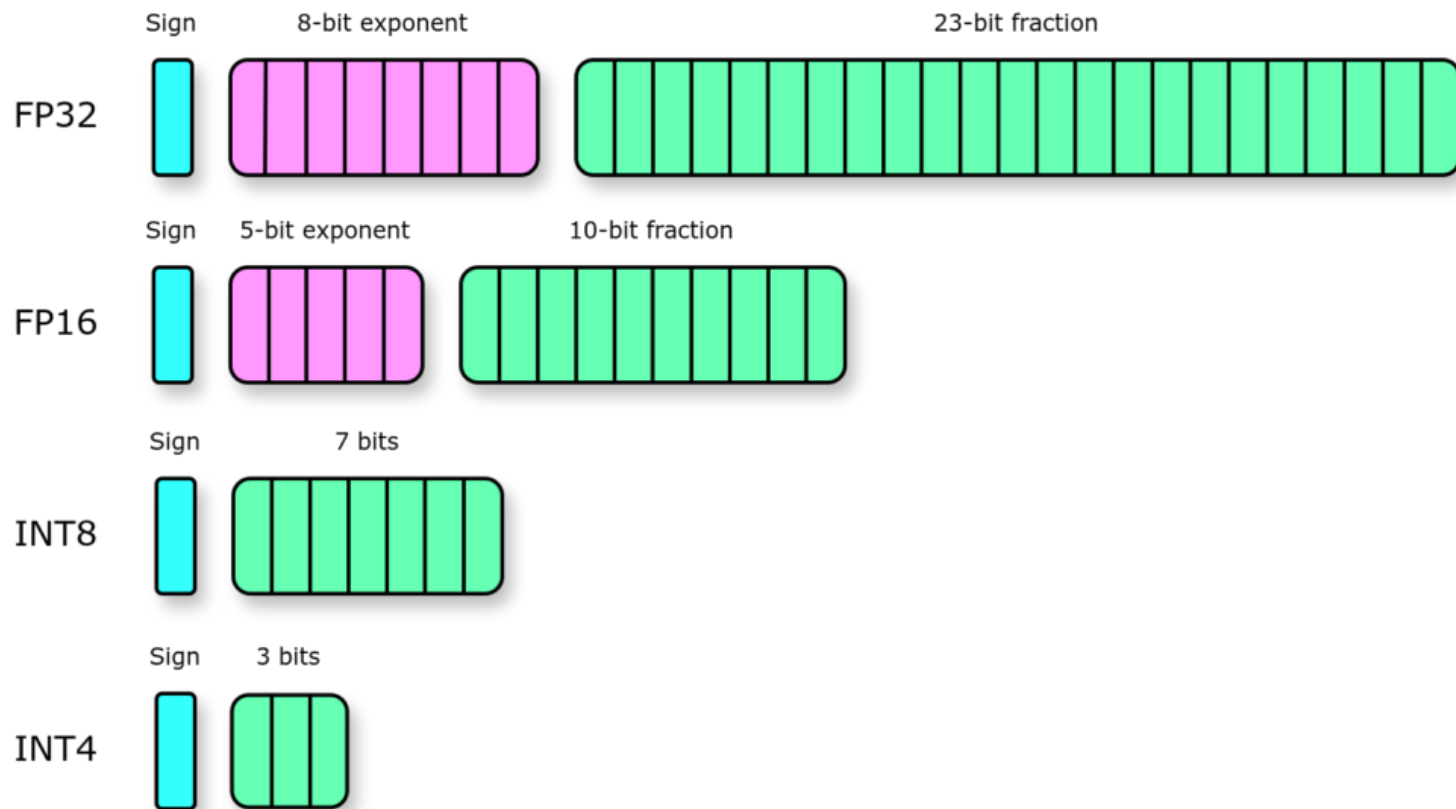 Sign 8-bit exponent 23-bit fraction
FP32
Sign 5-bit exponent 10-bit fraction
FP16
Sign 7 bits
INT8
Sign 3 bits
INT4